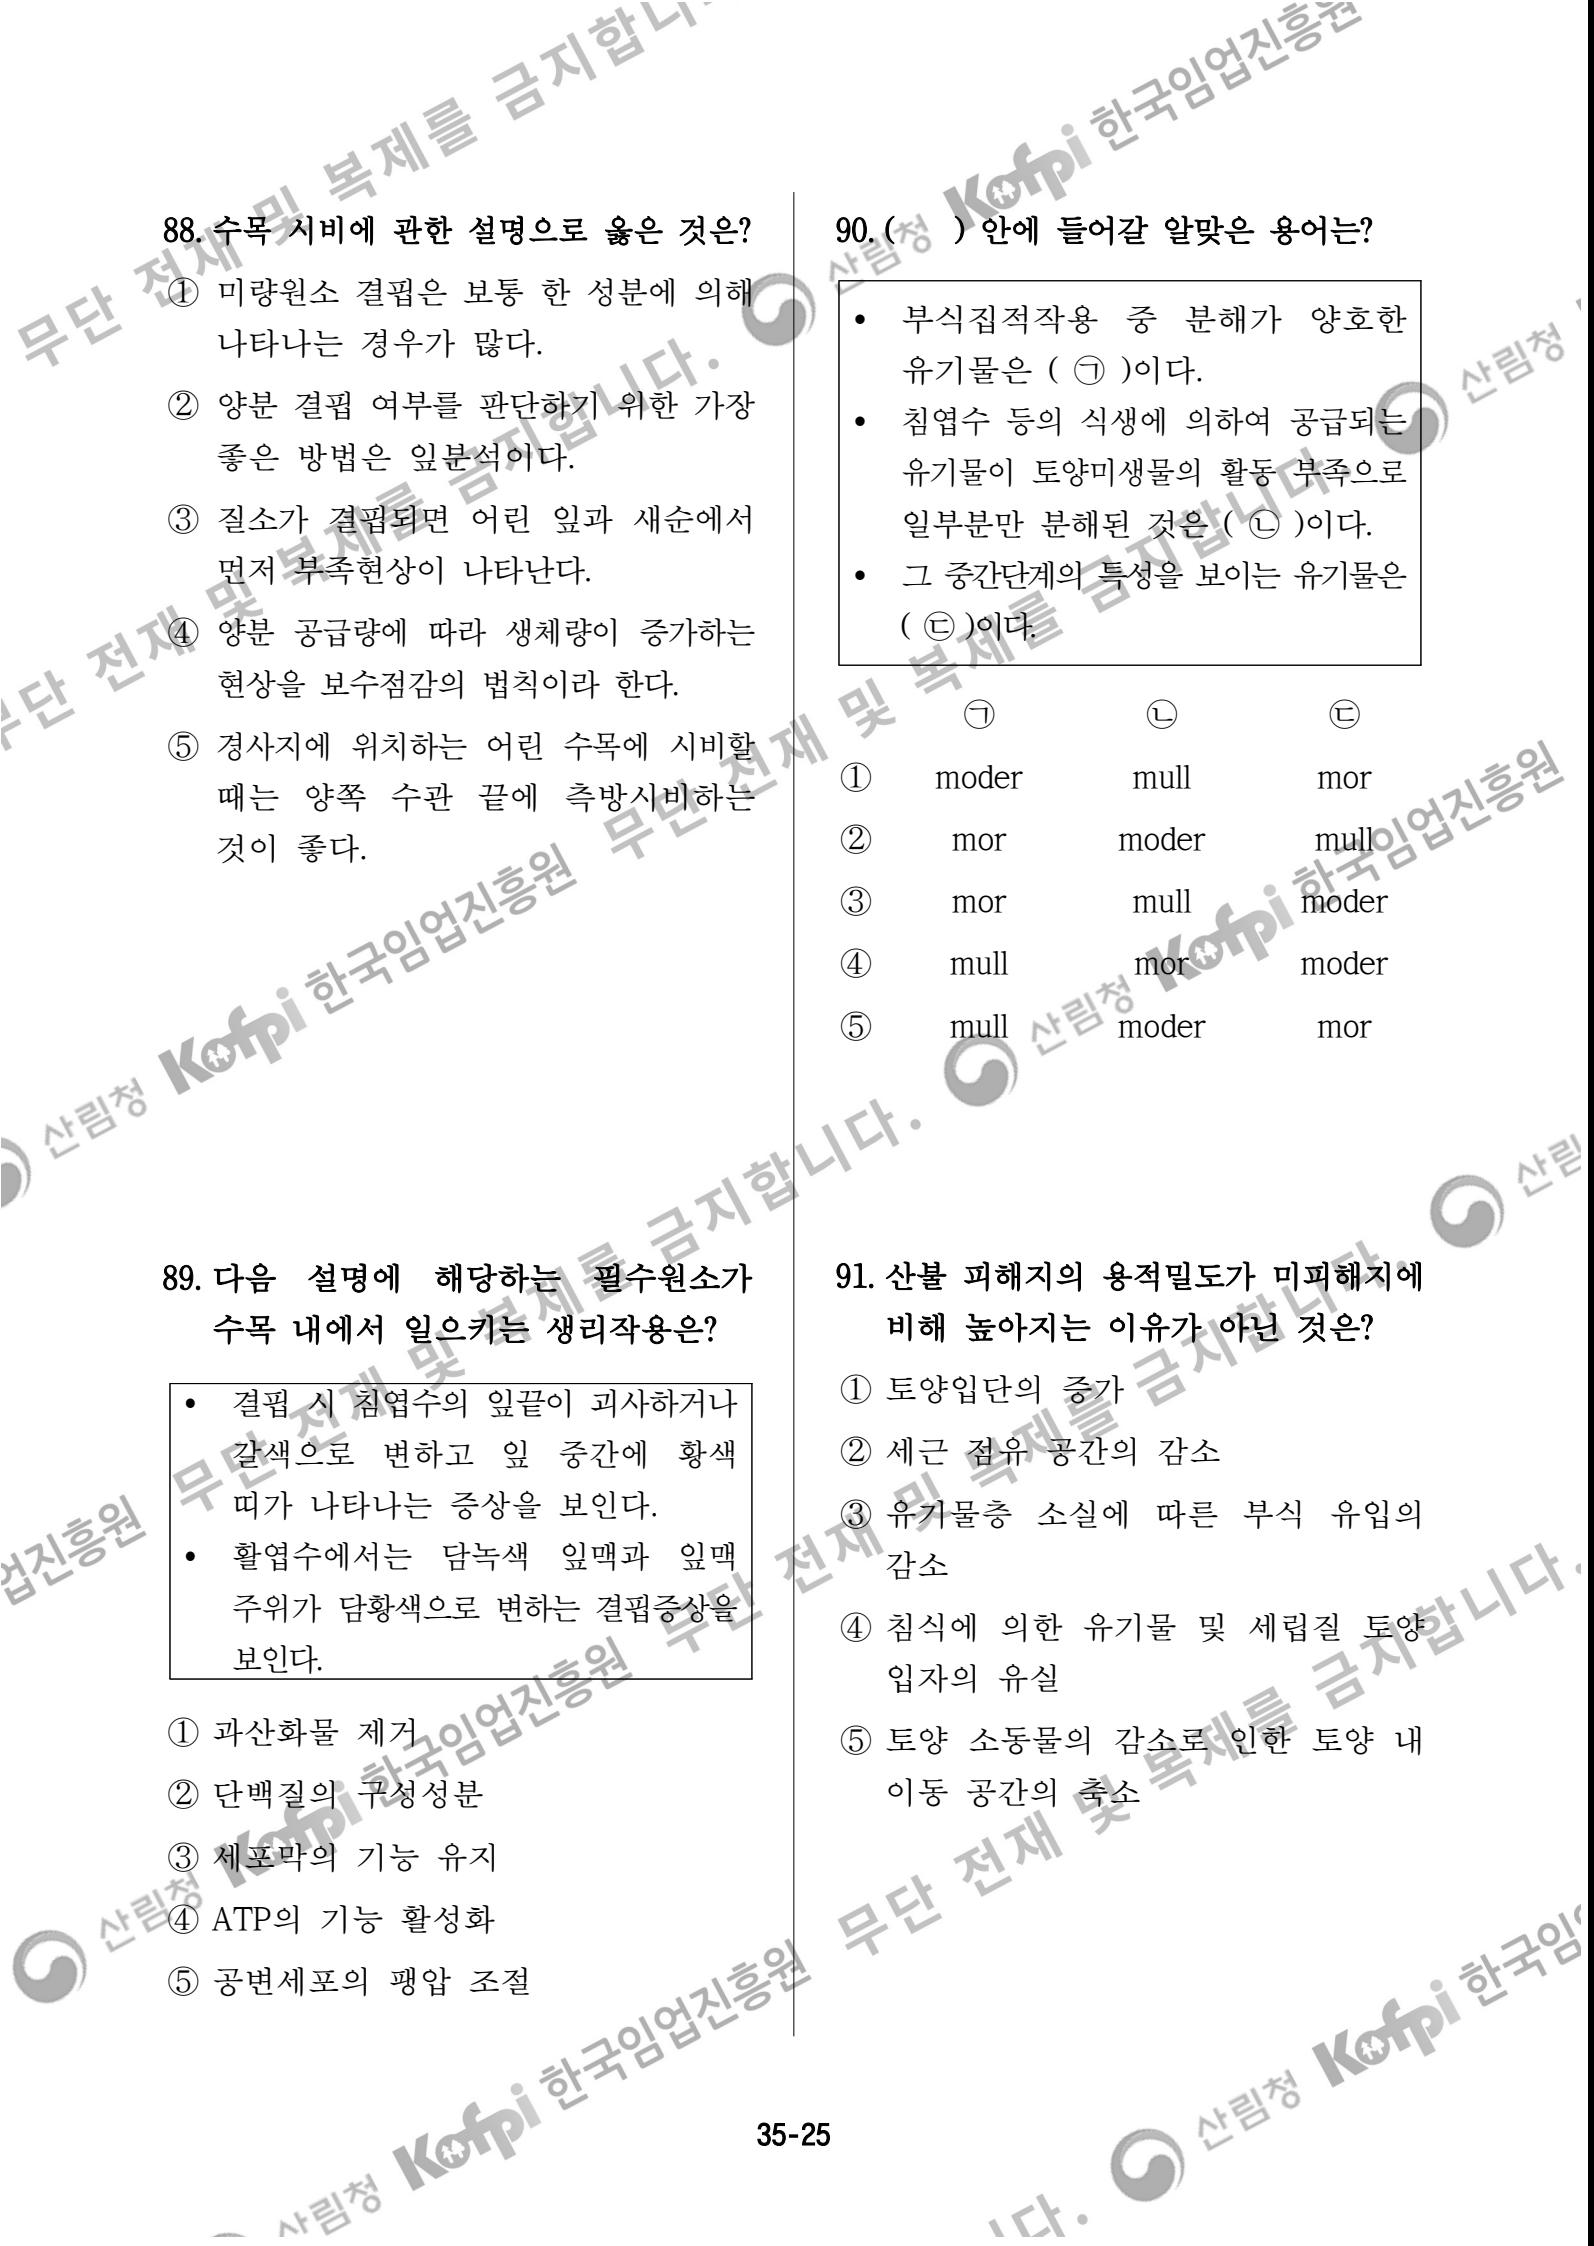 88. 수목 시비에 관한 설명으로 옳은 것은?
① 미량원소 결핍은 보통 한 성분에 의해
나타나는 경우가 많다.
② 양분 결핍 여부를 판단하기 위한 가장
좋은 방법은 잎분석이다.
③ 질소가 결핍되면 어린 잎과 새순에서
먼저 부족현상이 나타난다.
④ 양분 공급량에 따라 생체량이 증가하는
현상을 보수점감의 법칙이라 한다.
⑤ 경사지에 위치하는 어린 수목에 시비할
때는 양쪽 수관 끝에 측방시비하는
것이 좋다.
89. 다음 설명에 해당하는 필수원소가
수목 내에서 일으키는 생리작용은?
• 결핍 시 침엽수의 잎끝이 괴사하거나
갈색으로 변하고 잎 중간에 황색
띠가 나타나는 증상을 보인다.
• 활엽수에서는 담녹색 잎맥과 잎맥
주위가 담황색으로 변하는 결핍증상을
보인다.
① 과산화물 제거
② 단백질의 구성성분
③ 세포막의 기능 유지
④ ATP의 기능 활성화
⑤ 공변세포의 팽압 조절
90. (    ) 안에 들어갈 알맞은 용어는?
• 부식집적작용 중 분해가 양호한
유기물은 ( ㉠ )이다.
• 침엽수 등의 식생에 의하여 공급되는
유기물이 토양미생물의 활동 부족으로
일부분만 분해된 것은 ( ㉡ )이다.
• 그 중간단계의 특성을 보이는 유기물은
( ㉢ )이다.
㉠ ㉡ ㉢
① moder mull mor
② mor moder mull
③ mor mull moder
④ mull mor moder
⑤ mull moder mor
91. 산불 피해지의 용적밀도가 미피해지에
비해 높아지는 이유가 아닌 것은?
① 토양입단의 증가
② 세근 점유 공간의 감소
③ 유기물층 소실에 따른 부식 유입의
감소
④ 침식에 의한 유기물 및 세립질 토양
입자의 유실
⑤ 토양 소동물의 감소로 인한 토양 내
이동 공간의 축소
35-25
무단 전재 및 복제를 금지합니다.
산림청 Kofpi 한국임업진흥원